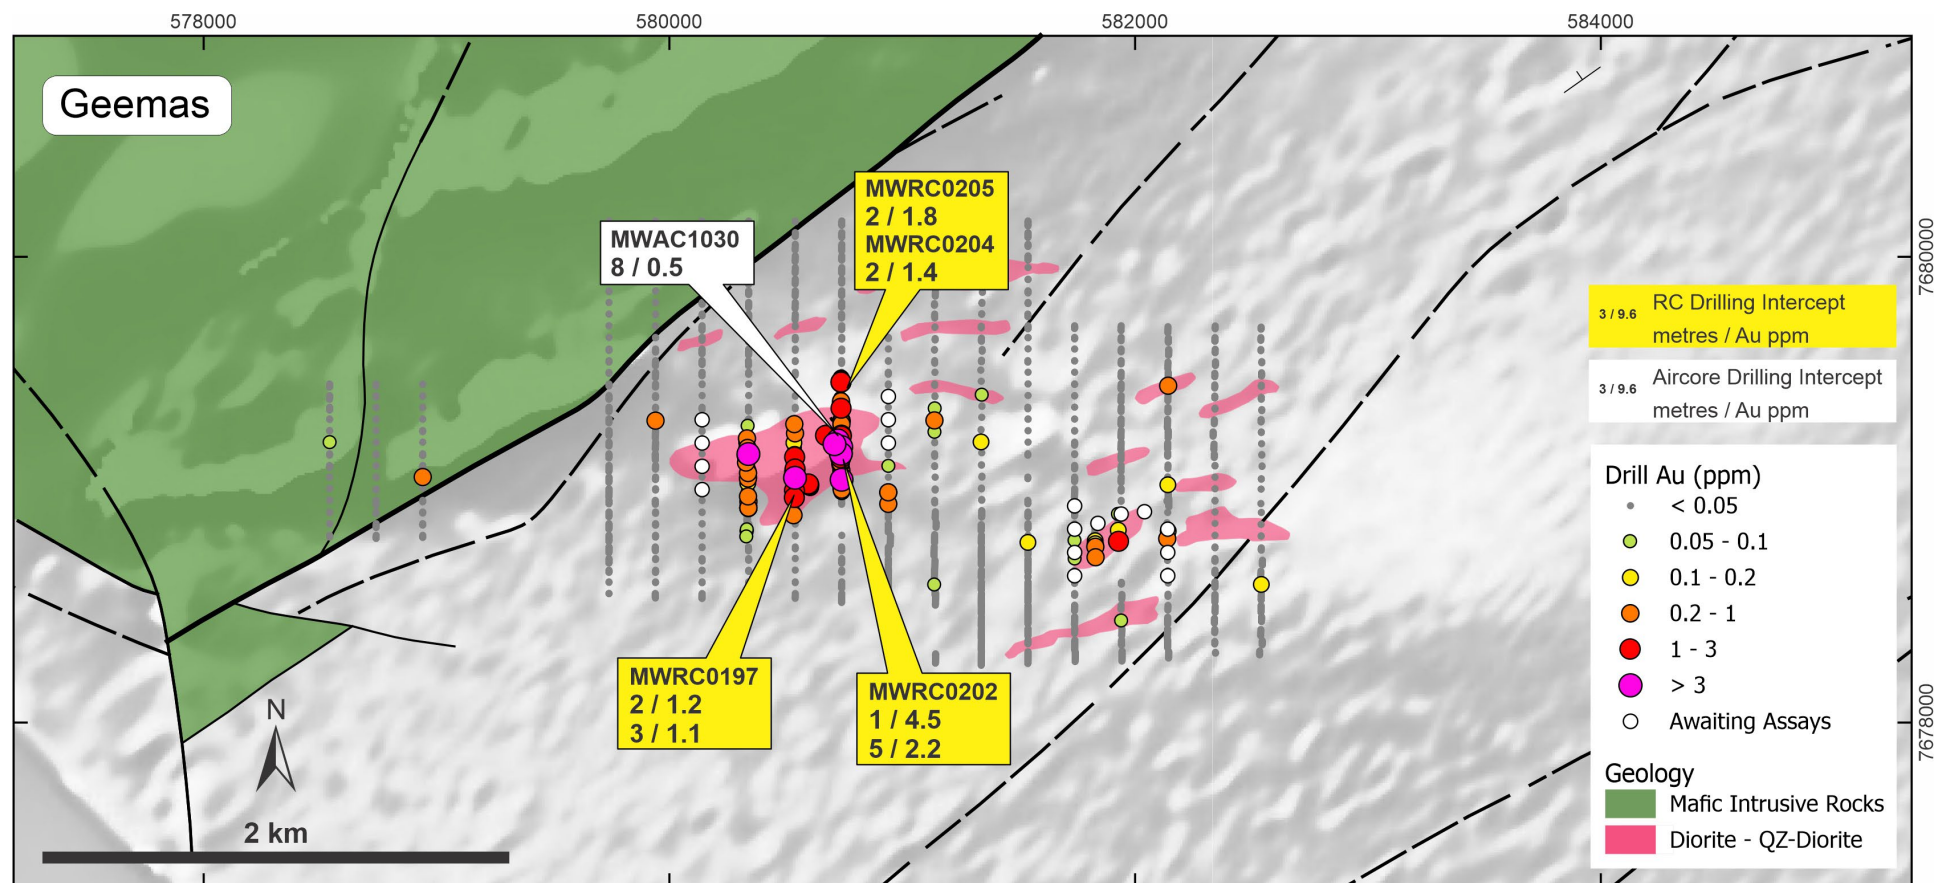 578000
580000
582000
584000
Geemas
MWRC0205
2 / 1.8
MWRC0204
2 / 1.4
MWAC1030
8 / 0.5
7680000
3 / 9.6 RC Drilling Intercept
metres / Au ppm
3 / 9.6 Aircore Drilling Intercept
metres / Au ppm
Drill Au (ppm)
< 0.05
0.05 - 0.1
0.1 - 0.2
0.2 - 1
1 - 3
> 3
Awaiting Assays
Geology
Mafic Intrusive Rocks
Diorite - QZ-Diorite
7678000
MWRC0197
2 / 1.2
3 / 1.1
MWRC0202
1 / 4.5
5 / 2.2
N
2 km